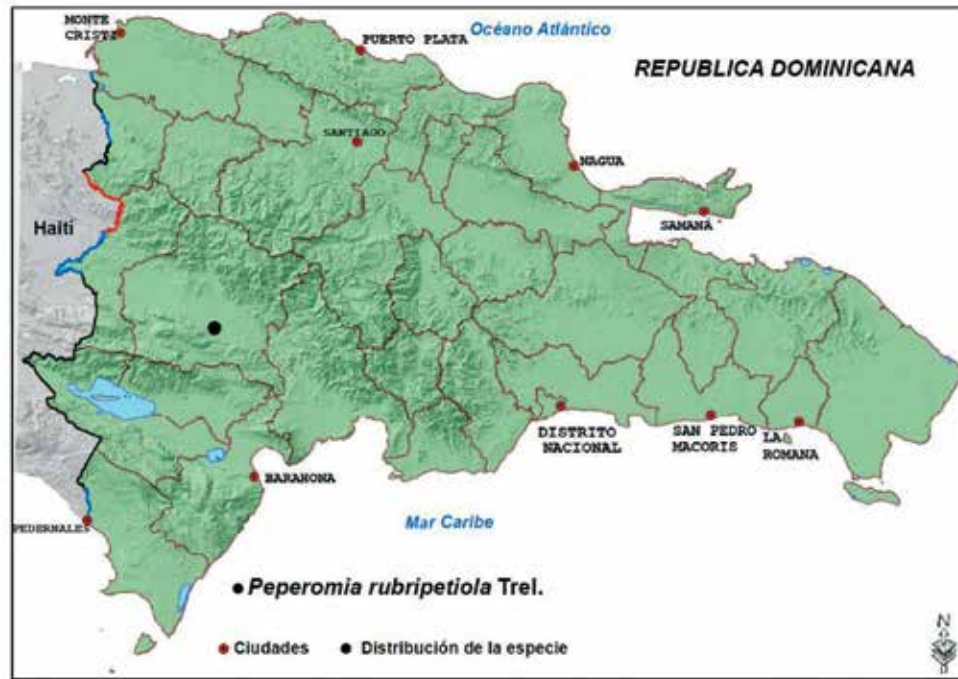 MONTE
CRISTI
PUERTO PLATA
Océano Atlántico
REPUBLICA DOMINICANA
SANTIAGO
NAGUA
SAMANÁ
Haití
DISTRITO
NACIONAL
SAN PEDRO
MACORIS
LA
ROMANA
BARAHONA
PEDERNALES
Mar Caribe
Peperomia rubripetiola Trel.
Ciudades
Distribución de la especie
N